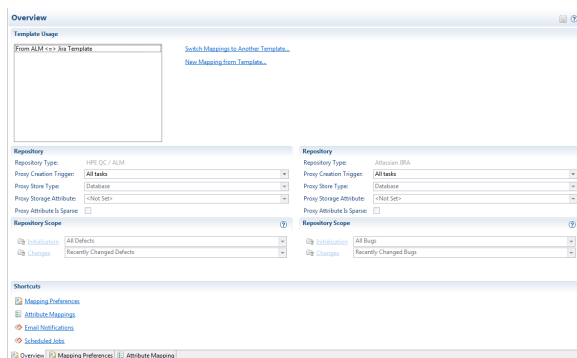 Overview
Template Usage
From ALM <=> Jira Template
Switch Mappings to Another Template...
New Mapping from Template...
Repository
Repository Type: HPE QC / ALM
Proxy Creation Trigger: All tasks
Proxy Store Type: Database
Proxy Storage Attribute: <Not Set>
Proxy Attribute Is Sparse:
Repository Scope
Initialization All Defects
Changes Recently Changed Defects
Repository
Repository Type: Atlassian JIRA
Proxy Creation Trigger: All tasks
Proxy Store Type: Database
Proxy Storage Attribute: <Not Set>
Proxy Attribute Is Sparse:
Repository Scope
Initialization All Bugs
Changes Recently Changed Bugs
Shortcuts
Mapping Preferences
Attribute Mappings
Email Notifications
Scheduled Jobs
Overview Mapping Preferences Attribute Mapping